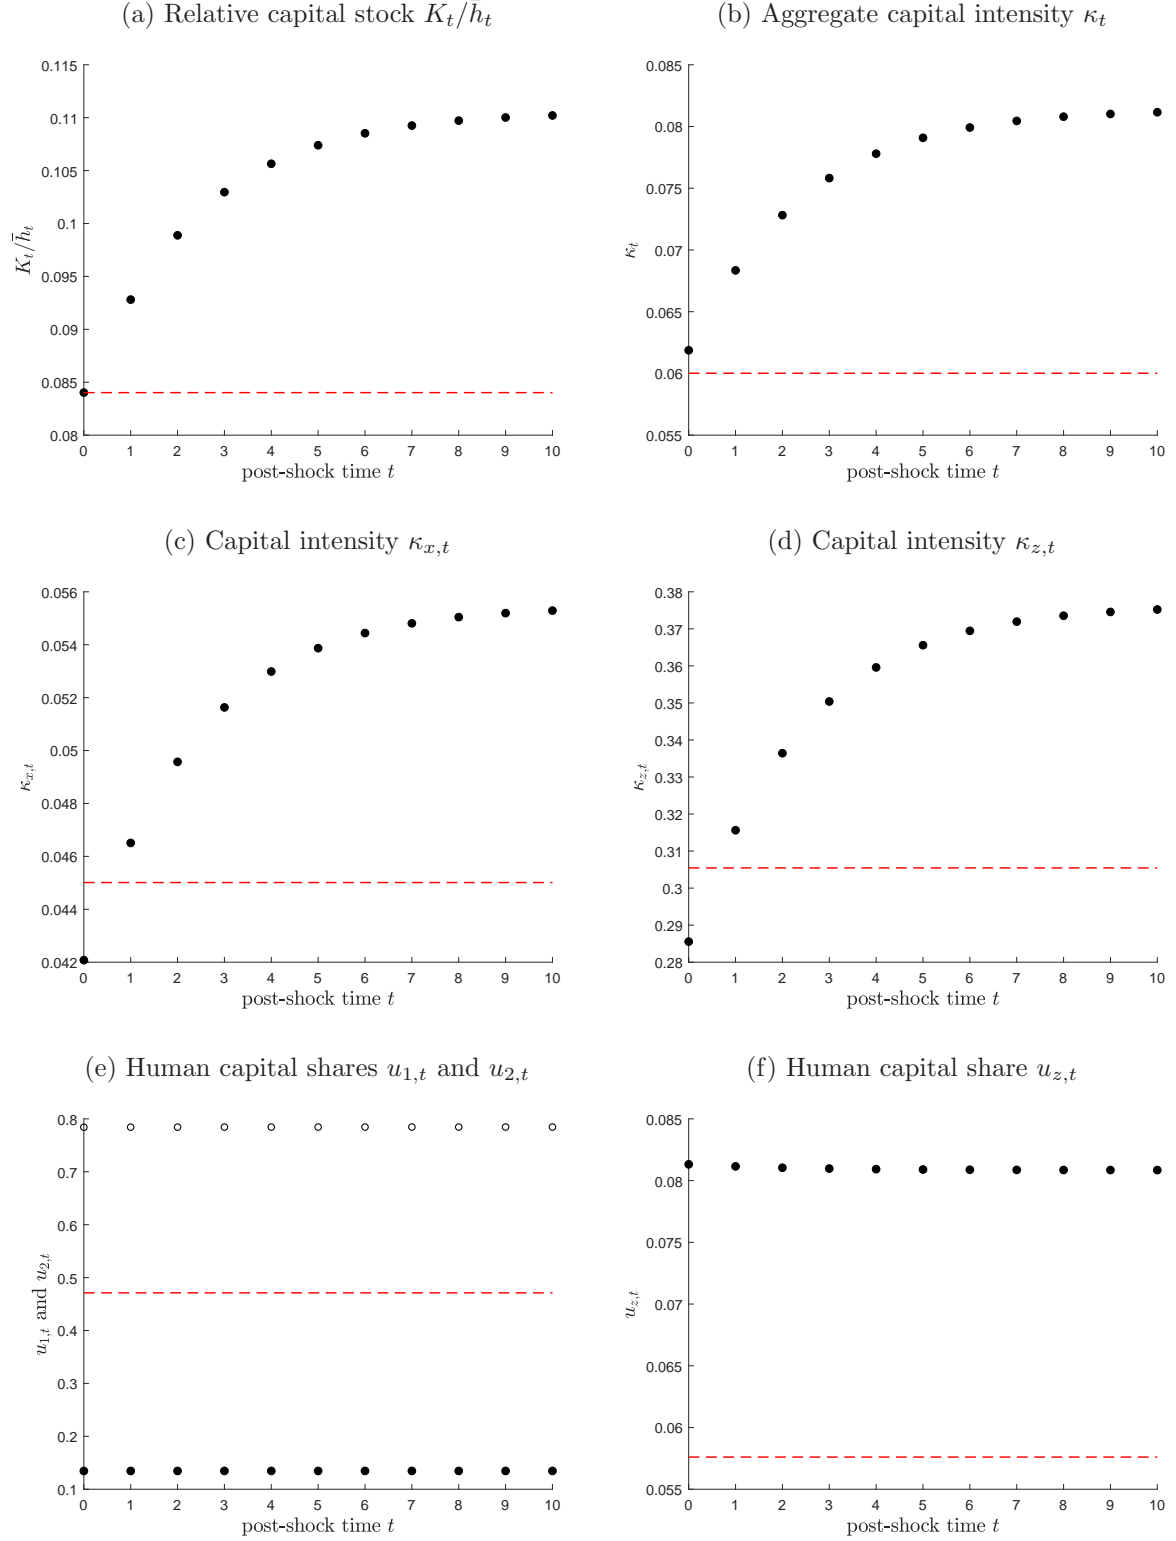 (a) Relative capital stock K_t/h̄_t
0.115
0.11
0.105
0.1
0.095
0.09
0.085
0.08
K_t/h̄_t
0 1 2 3 4 5 6 7 8 9 10
post-shock time t
(b) Aggregate capital intensity κ_t
0.085
0.08
0.075
0.07
0.065
0.06
0.055
κ_t
0 1 2 3 4 5 6 7 8 9 10
post-shock time t
(c) Capital intensity κ_{x,t}
0.056
0.054
0.052
0.05
0.048
0.046
0.044
0.042
κ_{x,t}
0 1 2 3 4 5 6 7 8 9 10
post-shock time t
(d) Capital intensity κ_{z,t}
0.38
0.37
0.36
0.35
0.34
0.33
0.32
0.31
0.3
0.29
0.28
κ_{z,t}
0 1 2 3 4 5 6 7 8 9 10
post-shock time t
(e) Human capital shares u_{1,t} and u_{2,t}
0.8
0.7
0.6
0.5
0.4
0.3
0.2
0.1
u_{1,t} and u_{2,t}
0 1 2 3 4 5 6 7 8 9 10
post-shock time t
(f) Human capital share u_{z,t}
0.085
0.08
0.075
0.07
0.065
0.06
0.055
u_{z,t}
0 1 2 3 4 5 6 7 8 9 10
post-shock time t